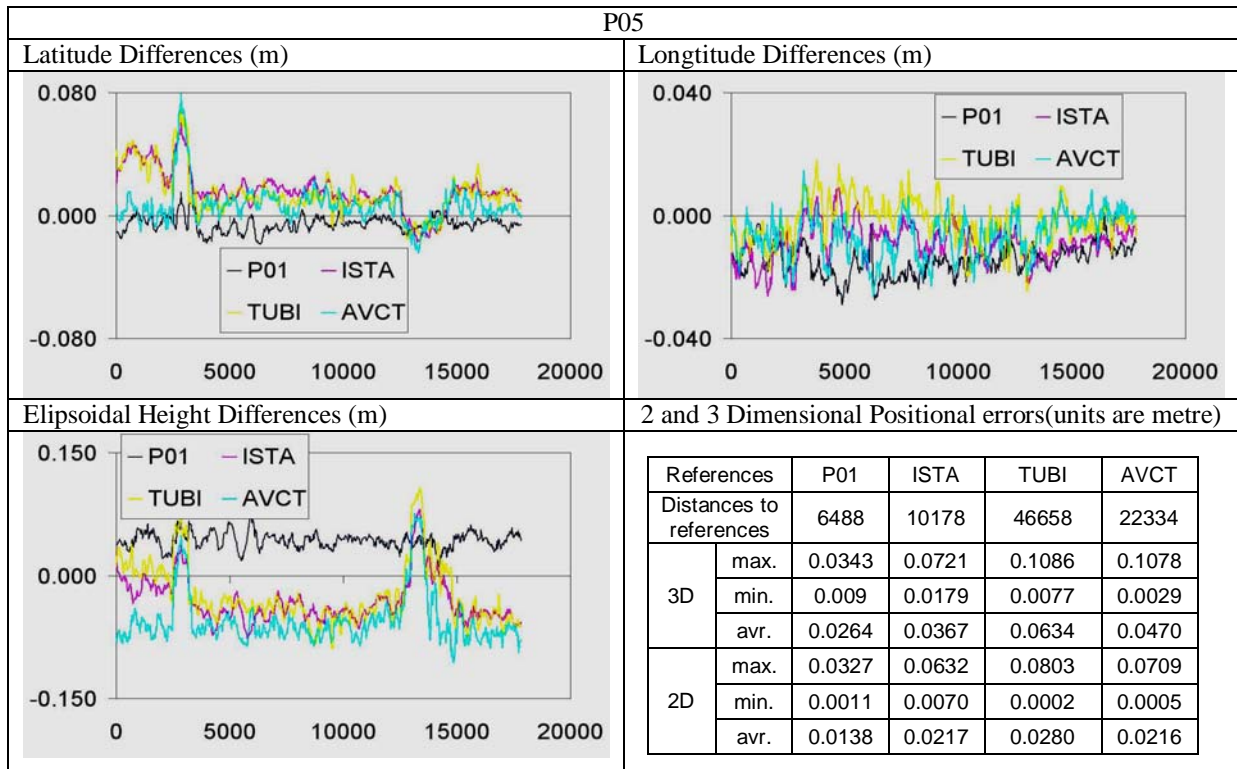 P05
Latitude Differences (m)
Longtitude Differences (m)
0.080
0.000
-0.080
0 5000 10000 15000 20000
P01 ISTA
TUBI AVCT
0.040
0.000
-0.040
0 5000 10000 15000 20000
P01 ISTA
TUBI AVCT
Elipsoidal Height Differences (m)
2 and 3 Dimensional Positional errors(units are metre)
0.150
0.000
-0.150
0 5000 10000 15000 20000
P01 ISTA
TUBI AVCT
References P01 ISTA TUBI AVCT
Distances to
references 6488 10178 46658 22334
3D max. 0.0343 0.0721 0.1086 0.1078
min. 0.009 0.0179 0.0077 0.0029
avr. 0.0264 0.0367 0.0634 0.0470
2D max. 0.0327 0.0632 0.0803 0.0709
min. 0.0011 0.0070 0.0002 0.0005
avr. 0.0138 0.0217 0.0280 0.0216